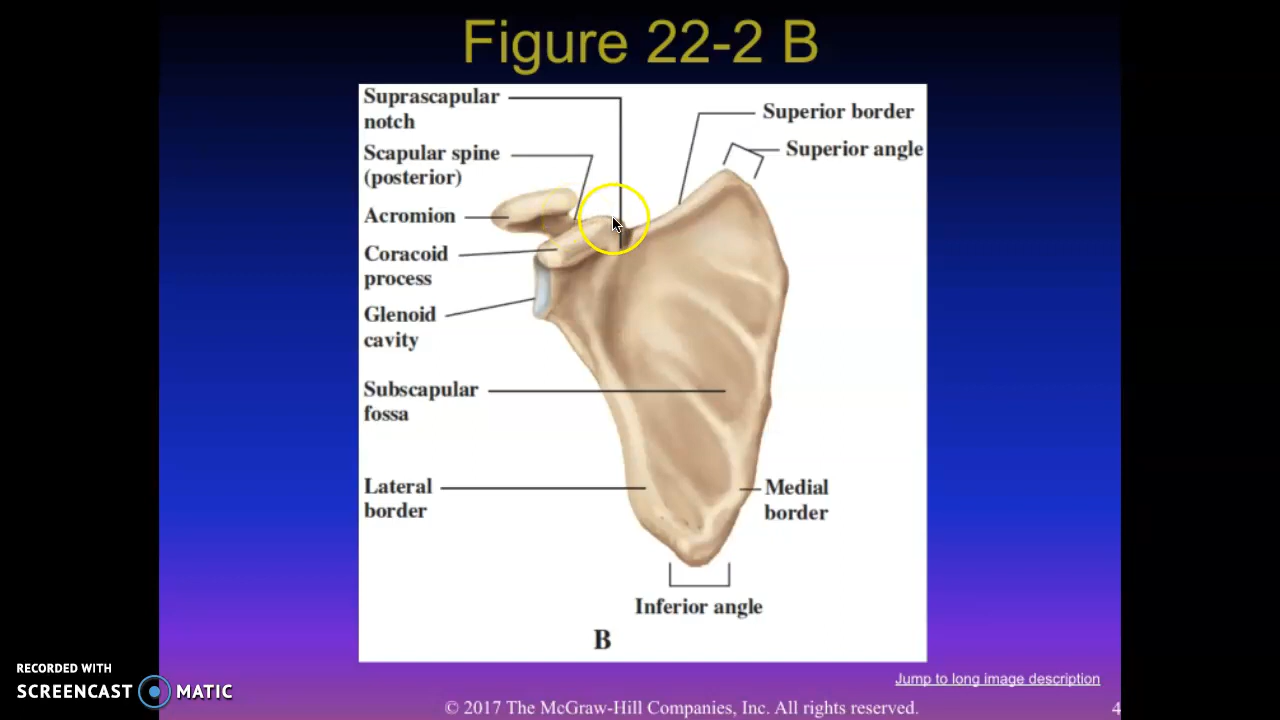 Figure 22-2 B
Suprascapular
notch
Scapular spine
(posterior)
Acromion
Coracoid
process
Glenoid
cavity
Subscapular
fossa
Lateral
border
Superior border
Superior angle
Medial
border
Inferior angle
B
Jump to long image description
RECORDED WITH
SCREENCAST MATIC
© 2017 The McGraw-Hill Companies, Inc. All rights reserved.
4